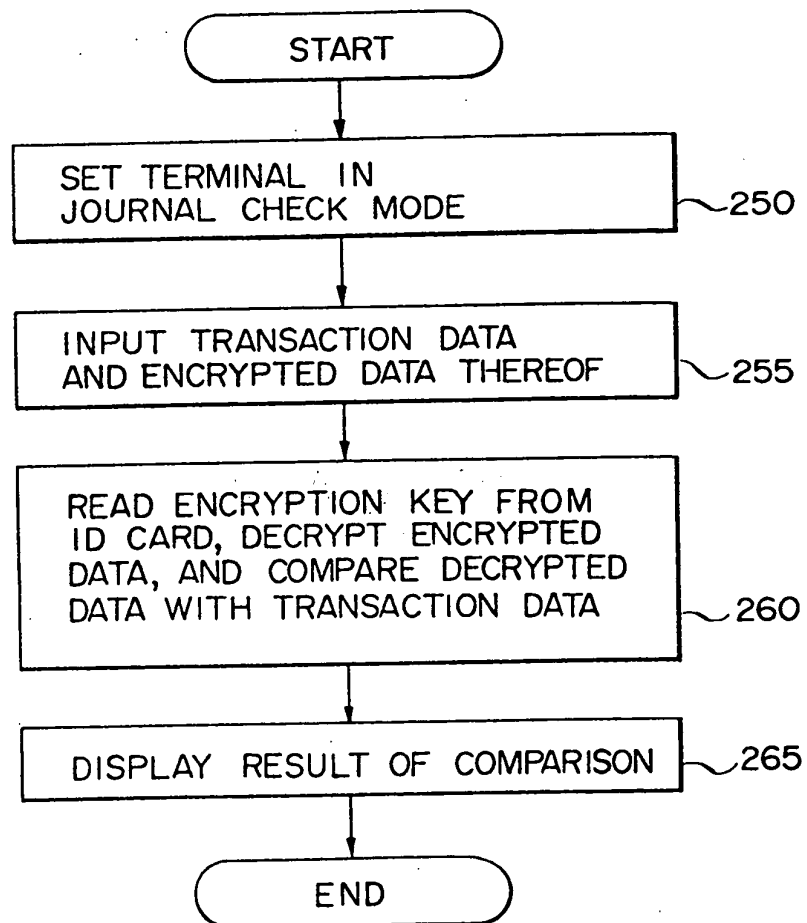 START
SET TERMINAL IN
JOURNAL CHECK MODE
250
INPUT TRANSACTION DATA
AND ENCRYPTED DATA THEREOF
255
READ ENCRYPTION KEY FROM
ID CARD, DECRYPT ENCRYPTED
DATA, AND COMPARE DECRYPTED
DATA WITH TRANSACTION DATA
260
DISPLAY RESULT OF COMPARISON
265
END